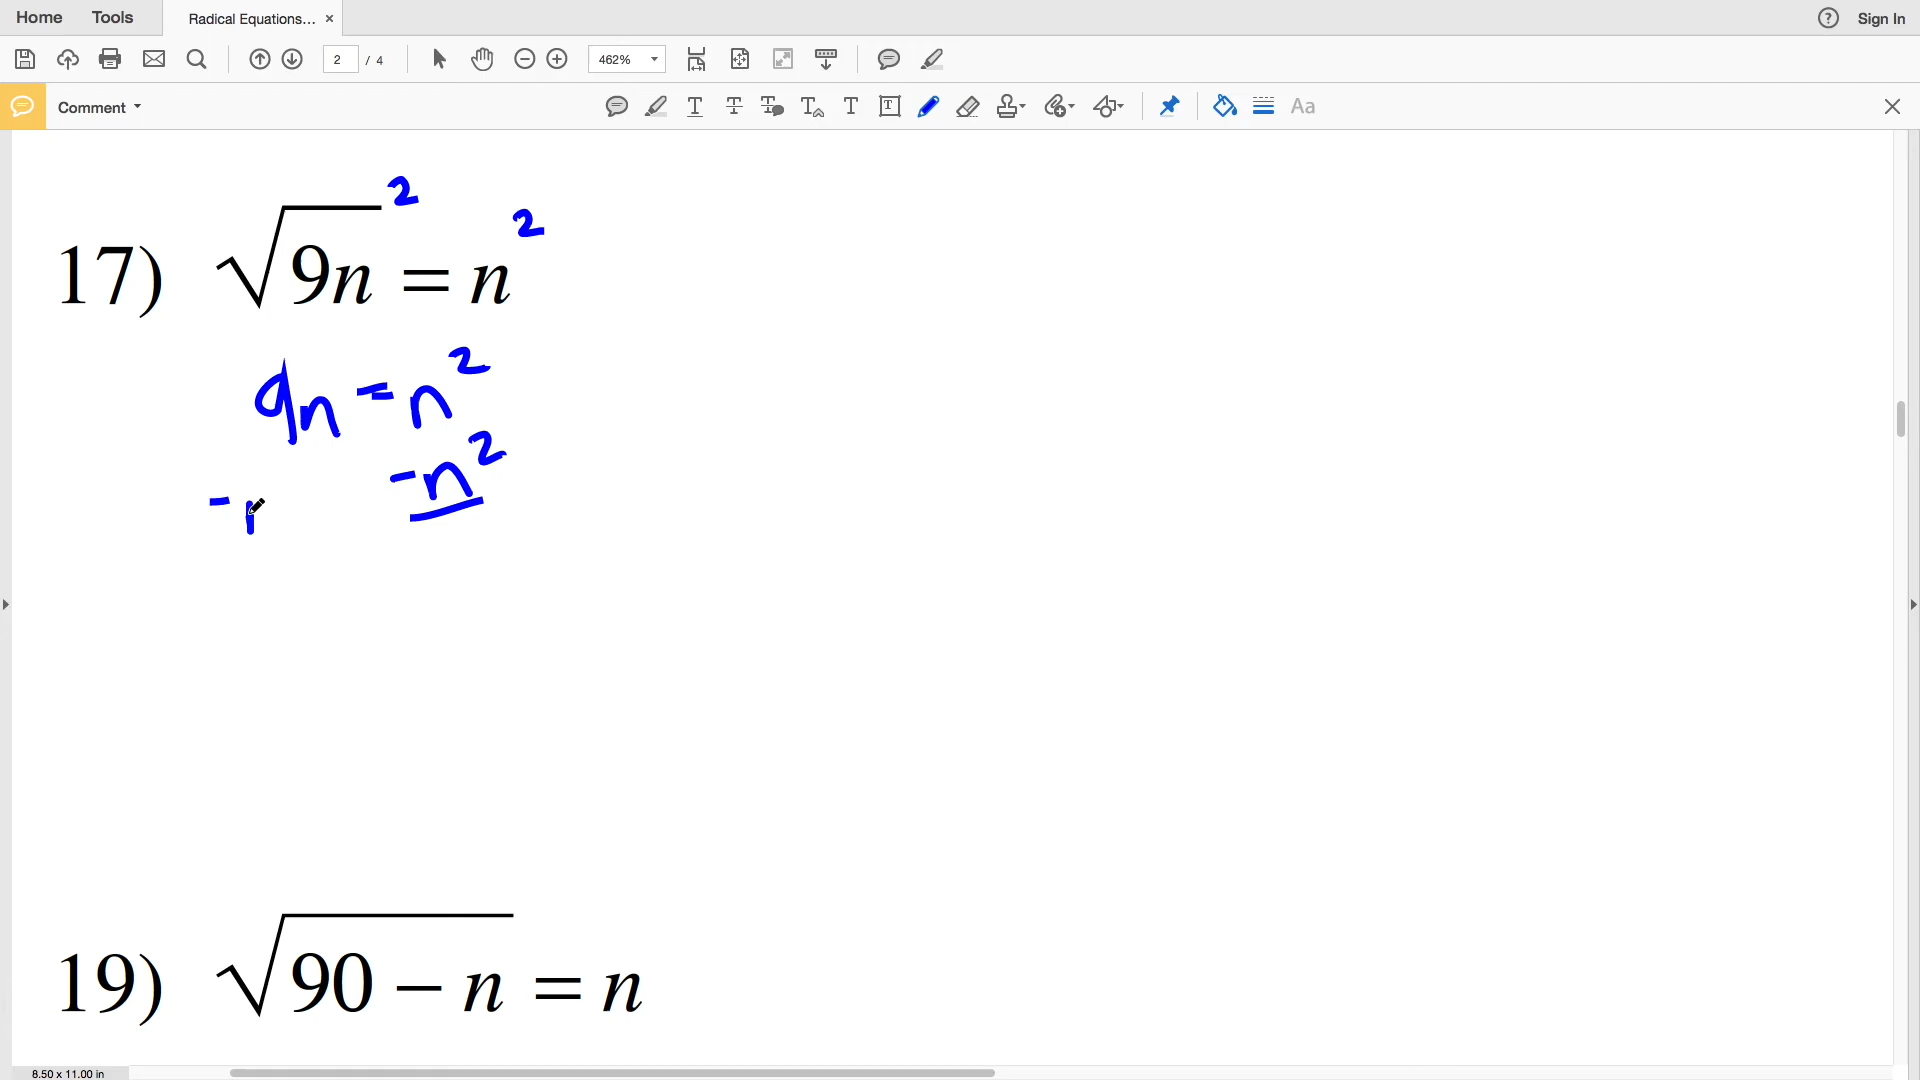 Home Tools Radical Equations... × ? Sign In
2 / 4 462%
Comment Aa
17) √9n = n
2 2
9n = n²
-n²
-
19) √90 − n = n
8.50 x 11.00 in